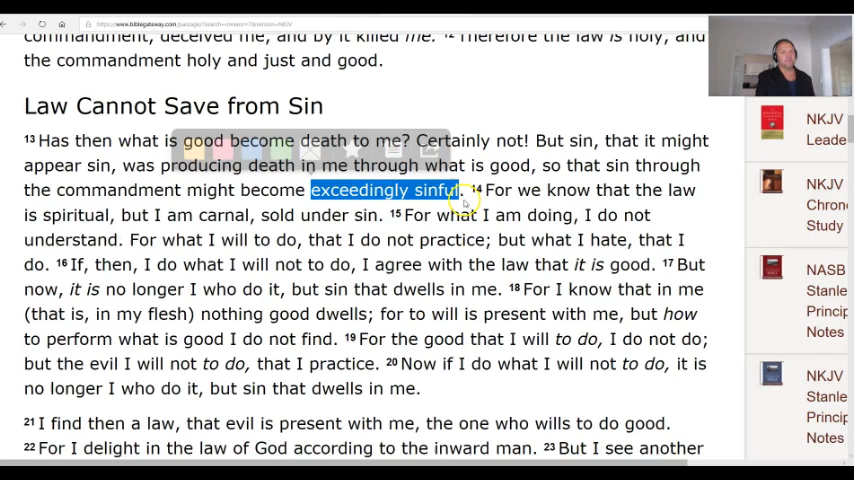 https://www.biblegateway.com/passage/?search=romans+7&version=NKJV
commandment, deceived me, and by it killed me. 12 Therefore the law is holy, and
the commandment holy and just and good.
Law Cannot Save from Sin
13 Has then what is good become death to me? Certainly not! But sin, that it might
appear sin, was producing death in me through what is good, so that sin through
the commandment might become exceedingly sinful. 14 For we know that the law
is spiritual, but I am carnal, sold under sin. 15 For what I am doing, I do not
understand. For what I will to do, that I do not practice; but what I hate, that I
do. 16 If, then, I do what I will not to do, I agree with the law that it is good. 17 But
now, it is no longer I who do it, but sin that dwells in me. 18 For I know that in me
(that is, in my flesh) nothing good dwells; for to will is present with me, but how
to perform what is good I do not find. 19 For the good that I will to do, I do not do;
but the evil I will not to do, that I practice. 20 Now if I do what I will not to do, it is
no longer I who do it, but sin that dwells in me.
21 I find then a law, that evil is present with me, the one who wills to do good.
22 For I delight in the law of God according to the inward man. 23 But I see another
NKJV
Leade
NKJV
Chrono
Study
NASB
Stanle
Princip
Notes
NKJV
Stanle
Princip
Notes